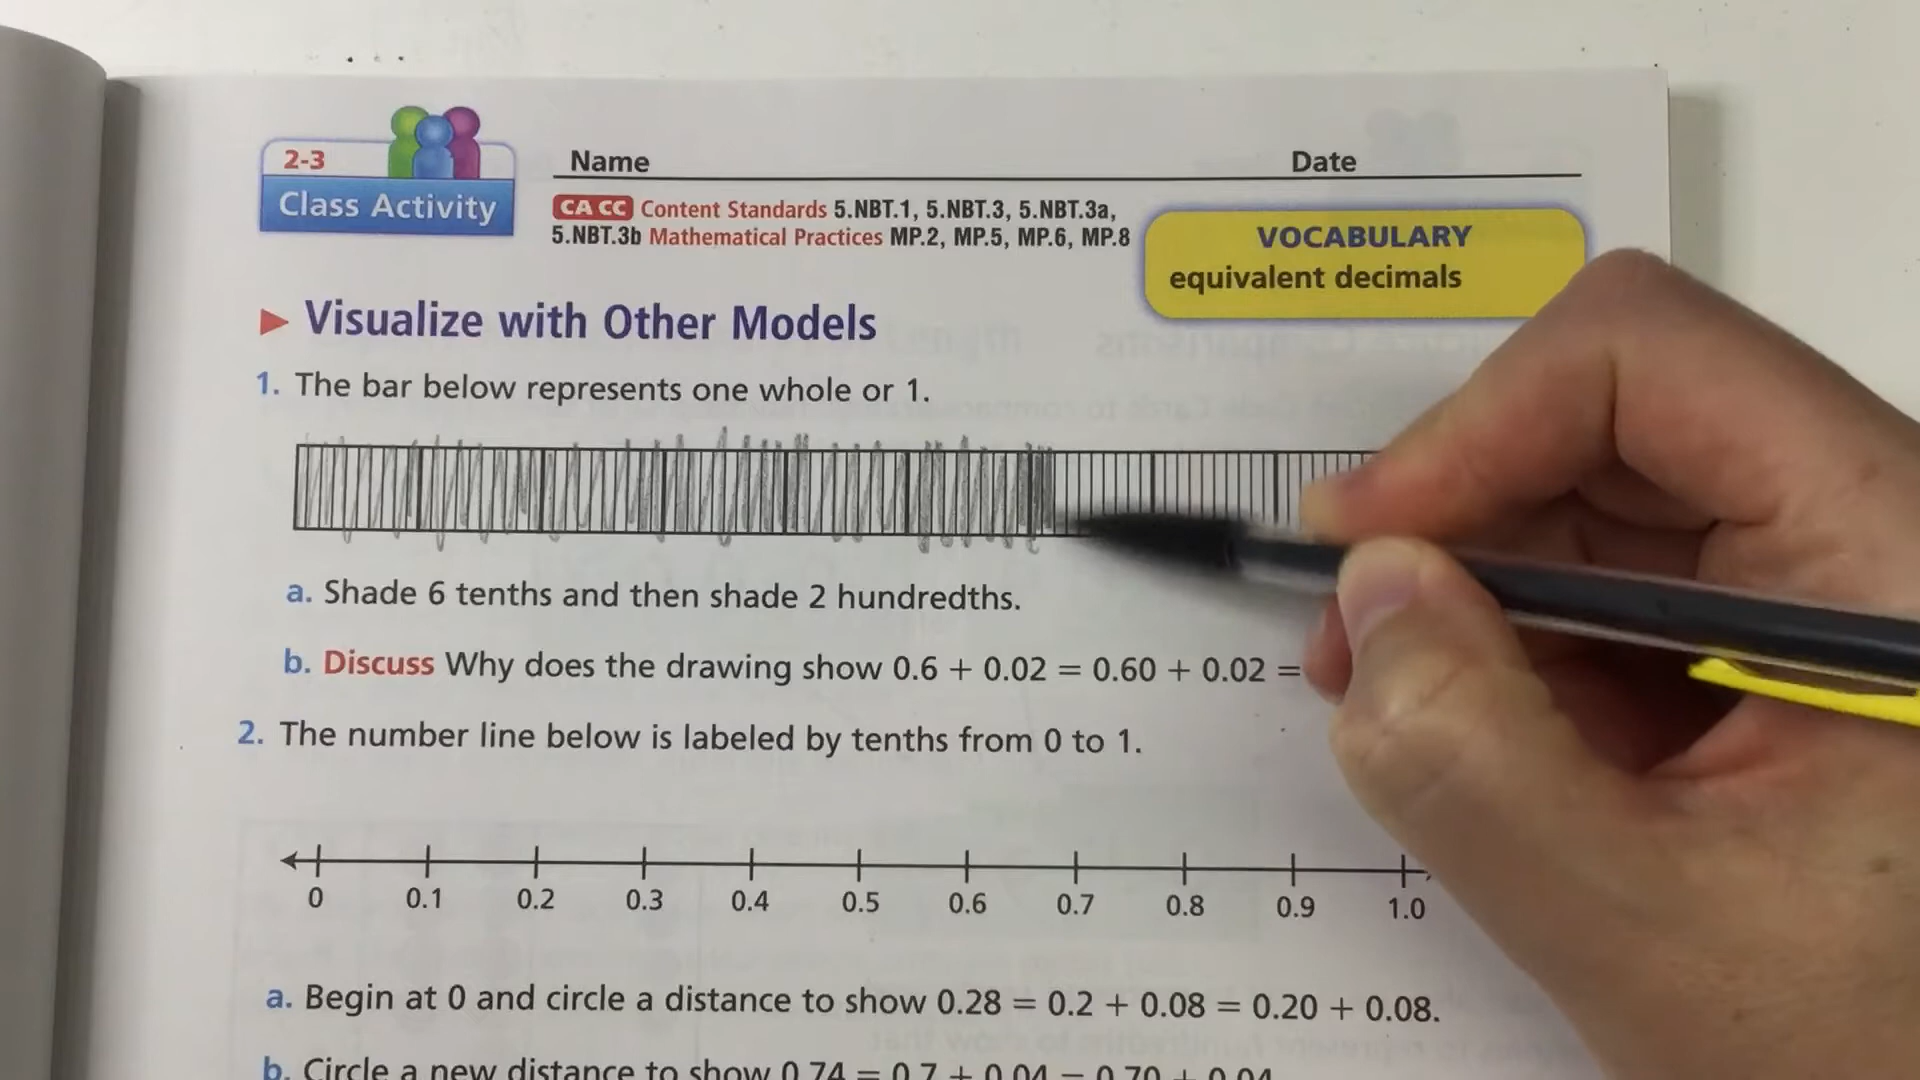 2-3
Class Activity
Name
Date
CA CC Content Standards 5.NBT.1, 5.NBT.3, 5.NBT.3a,
5.NBT.3b Mathematical Practices MP.2, MP.5, MP.6, MP.8
VOCABULARY
equivalent decimals
Visualize with Other Models
1. The bar below represents one whole or 1.
a. Shade 6 tenths and then shade 2 hundredths.
b. Discuss Why does the drawing show 0.6 + 0.02 = 0.60 + 0.02 =
2. The number line below is labeled by tenths from 0 to 1.
0 0.1 0.2 0.3 0.4 0.5 0.6 0.7 0.8 0.9 1.0
a. Begin at 0 and circle a distance to show 0.28 = 0.2 + 0.08 = 0.20 + 0.08.
b. Circle a new distance to show 0.74 = 0.7 + 0.04 = 0.70 + 0.04